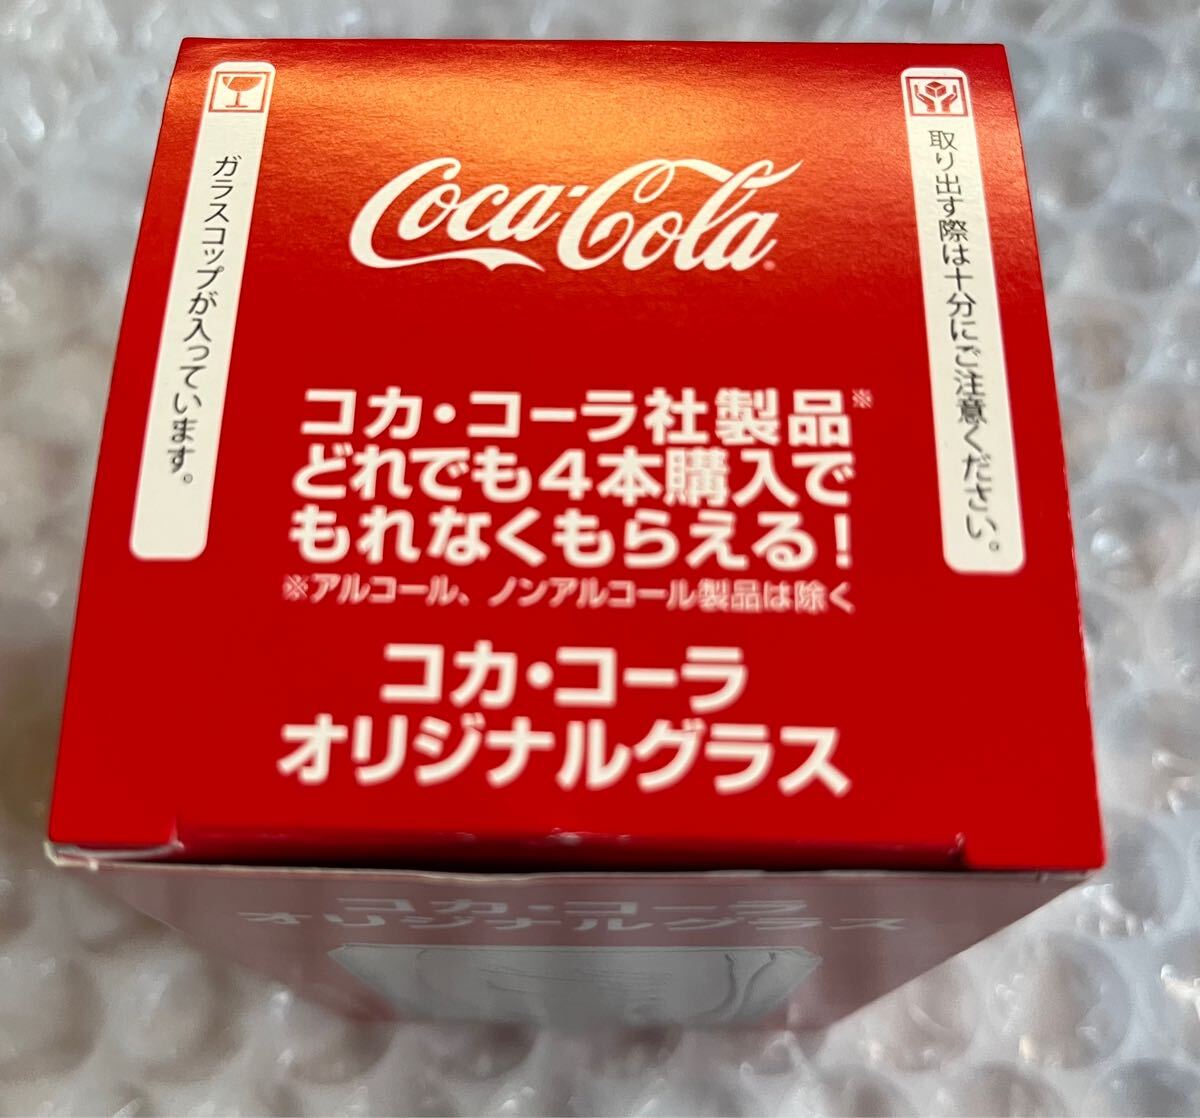 Coca-Cola
ガラスコップが入っています。
取り出す際は十分にご注意ください。
コカ・コーラ社製品※
どれでも4本購入で
もれなくもらえる!
※アルコール、ノンアルコール製品は除く
コカ・コーラ
オリジナルグラス
コカ・コーラ
オリジナルグラス